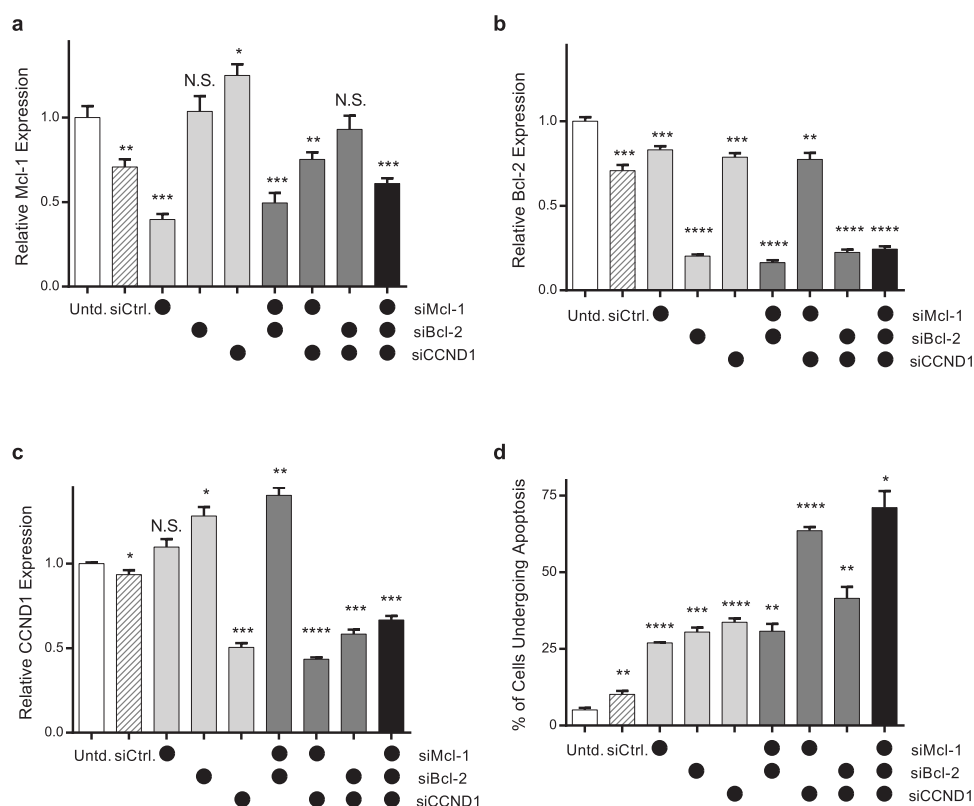 a
Relative Mcl-1 Expression
1.0
0.5
0.0
** *** N.S. * *** ** N.S. ***
Untd. siCtrl.
siMcl-1
siBcl-2
siCCND1
b
Relative Bcl-2 Expression
1.0
0.5
0.0
*** *** **** *** **** ** **** ****
Untd. siCtrl.
siMcl-1
siBcl-2
siCCND1
c
Relative CCND1 Expression
1.0
0.5
0.0
* N.S. * *** ** **** *** ***
Untd. siCtrl.
siMcl-1
siBcl-2
siCCND1
d
% of Cells Undergoing Apoptosis
75
50
25
0
** **** *** **** ** **** ** *
Untd. siCtrl.
siMcl-1
siBcl-2
siCCND1